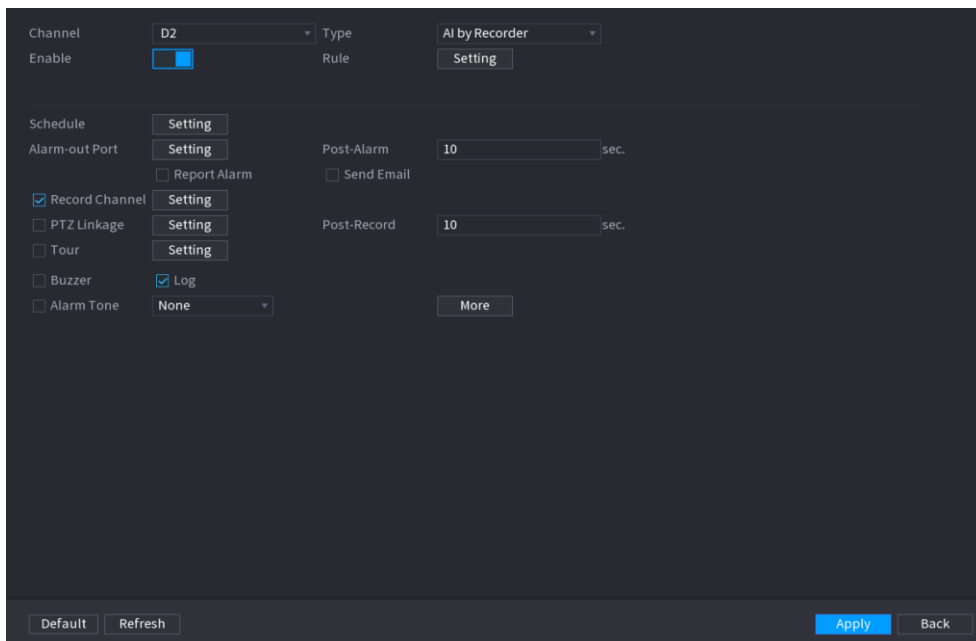 Channel D2 Type AI by Recorder
Enable Rule Setting
Schedule Setting
Alarm-out Port Setting Post-Alarm 10 sec.
Report Alarm Send Email
Record Channel Setting
PTZ Linkage Setting Post-Record 10 sec.
Tour Setting
Buzzer Log
Alarm Tone None More
Default Refresh Apply Back